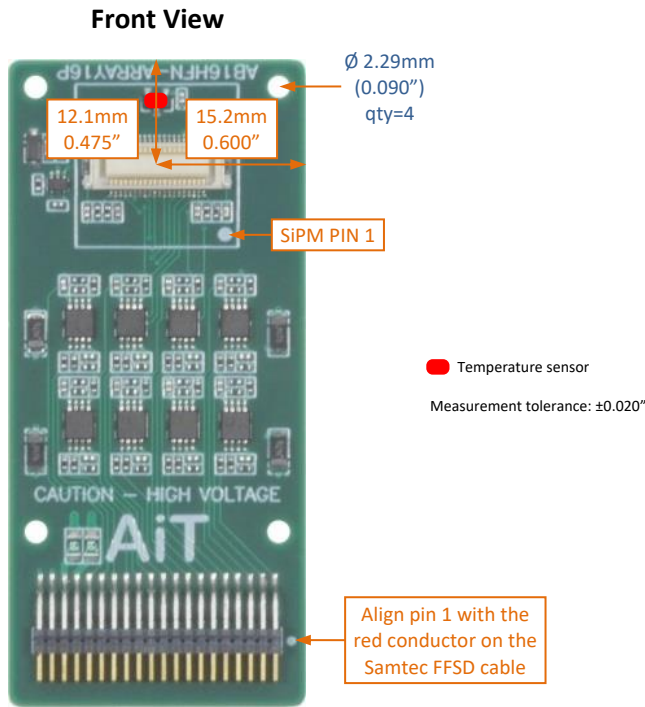 Front View
AB16HFN-ARRAY16P
Ø 2.29mm
(0.090”)
qty=4
12.1mm
0.475”
15.2mm
0.600”
SiPM PIN 1
Temperature sensor
Measurement tolerance: ±0.020”
CAUTION – HIGH VOLTAGE
AiT
Align pin 1 with the
red conductor on the
Samtec FFSD cable